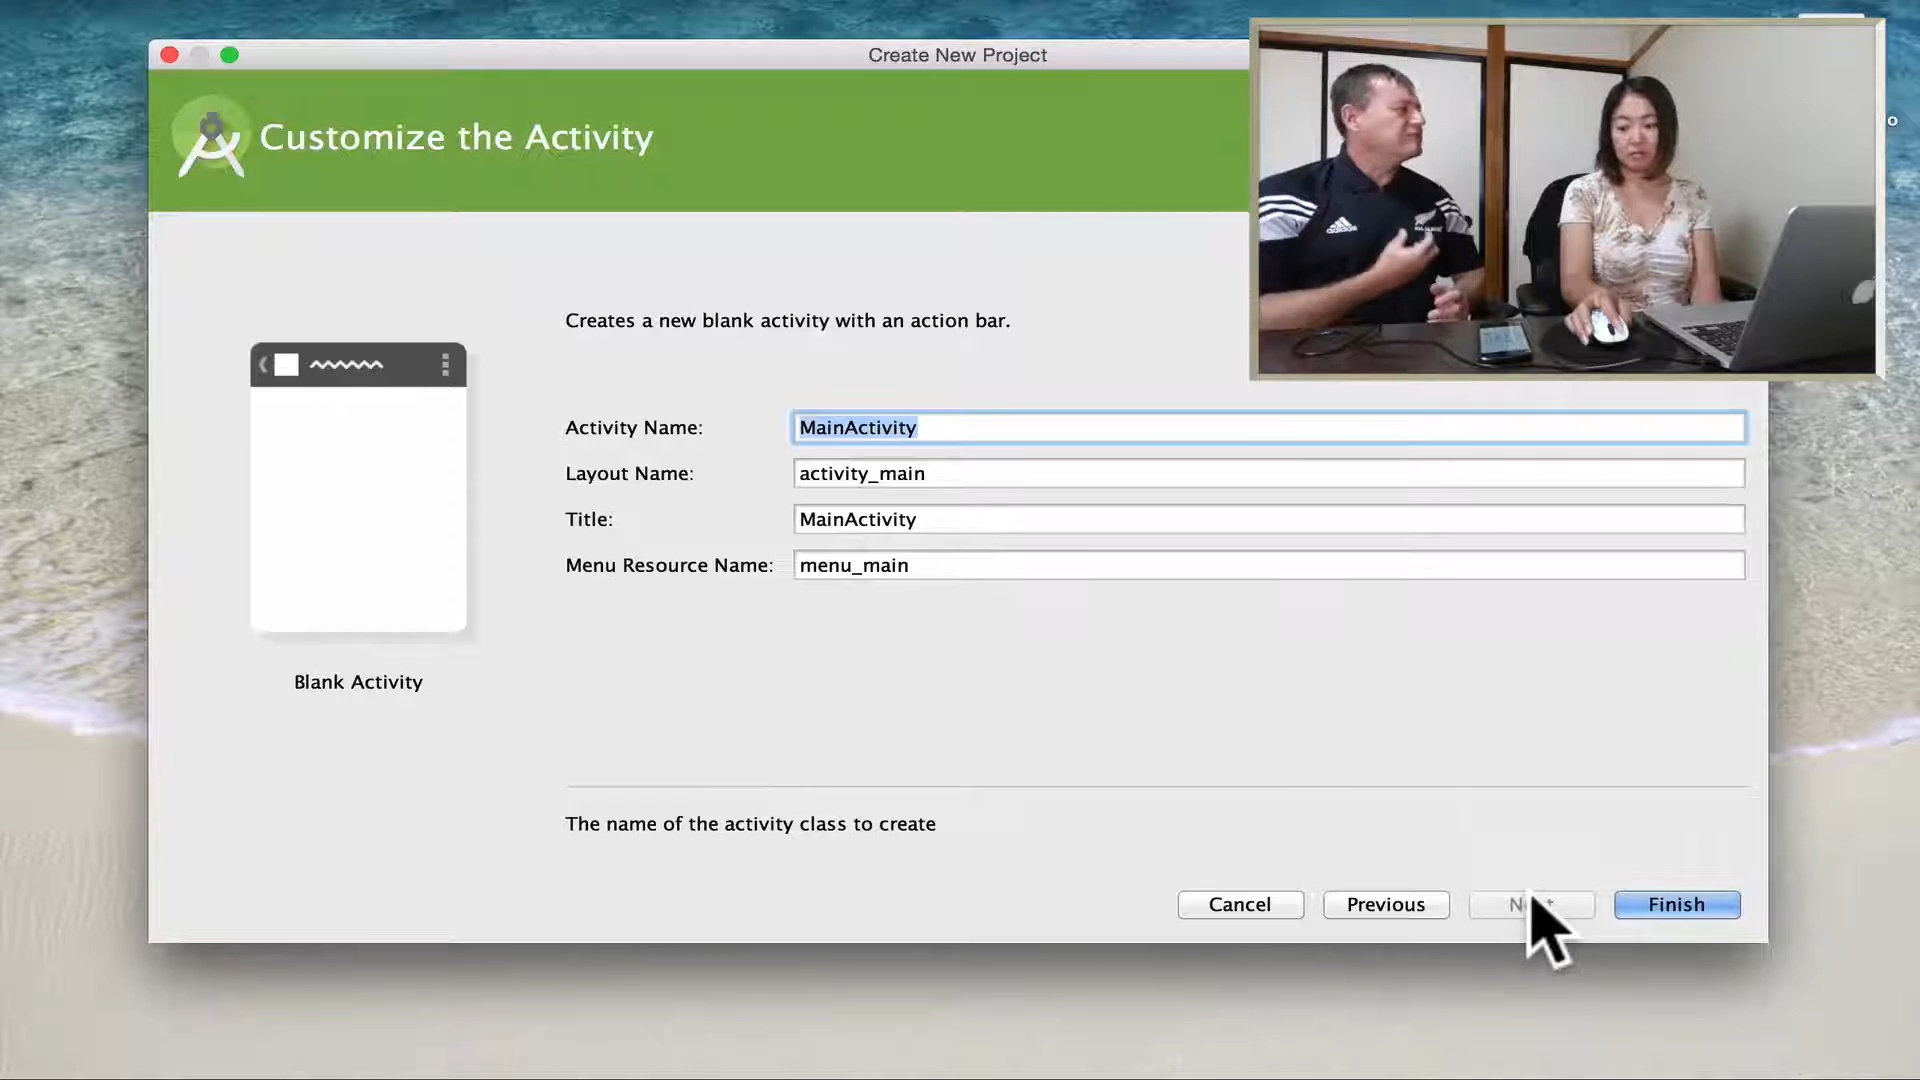 Create New Project
Customize the Activity
Creates a new blank activity with an action bar.
Activity Name: MainActivity
Layout Name: activity_main
Title: MainActivity
Menu Resource Name: menu_main
Blank Activity
The name of the activity class to create
Cancel
Previous
Finish
adidas
o